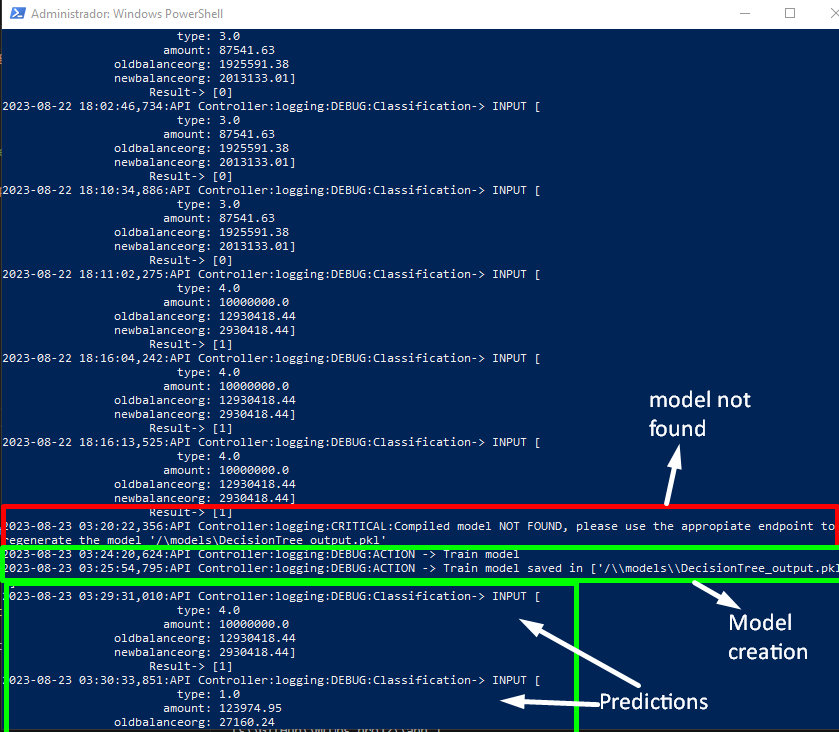 Administrador: Windows PowerShell
type: 3.0
amount: 87541.63
oldbalanceorg: 1925591.38
newbalanceorg: 2013133.01]
Result-> [0]
2023-08-22 18:02:46,734:API Controller:logging:DEBUG:Classification-> INPUT [
type: 3.0
amount: 87541.63
oldbalanceorg: 1925591.38
newbalanceorg: 2013133.01]
Result-> [0]
2023-08-22 18:10:34,886:API Controller:logging:DEBUG:Classification-> INPUT [
type: 3.0
amount: 87541.63
oldbalanceorg: 1925591.38
newbalanceorg: 2013133.01]
Result-> [0]
2023-08-22 18:11:02,275:API Controller:logging:DEBUG:Classification-> INPUT [
type: 4.0
amount: 10000000.0
oldbalanceorg: 12930418.44
newbalanceorg: 2930418.44]
Result-> [1]
2023-08-22 18:16:04,242:API Controller:logging:DEBUG:Classification-> INPUT [
type: 4.0
amount: 10000000.0
oldbalanceorg: 12930418.44
newbalanceorg: 2930418.44]
Result-> [1]
2023-08-22 18:16:13,525:API Controller:logging:DEBUG:Classification-> INPUT [
type: 4.0
amount: 10000000.0
oldbalanceorg: 12930418.44
newbalanceorg: 2930418.44]
Result-> [1]
model not
found
2023-08-23 03:20:22,356:API Controller:logging:CRITICAL:Compiled model NOT FOUND, please use the appropiate endpoint to
regenerate the model '/\models\DecisionTree_output.pkl'
2023-08-23 03:24:20,624:API Controller:logging:DEBUG:ACTION -> Train model
2023-08-23 03:25:54,795:API Controller:logging:DEBUG:ACTION -> Train model saved in ['/\\models\\DecisionTree_output.pkl
Model
creation
2023-08-23 03:29:31,010:API Controller:logging:DEBUG:Classification-> INPUT [
type: 4.0
amount: 10000000.0
oldbalanceorg: 12930418.44
newbalanceorg: 2930418.44]
Result-> [1]
2023-08-23 03:30:33,851:API Controller:logging:DEBUG:Classification-> INPUT [
type: 1.0
amount: 123974.95
oldbalanceorg: 27160.24
Predictions